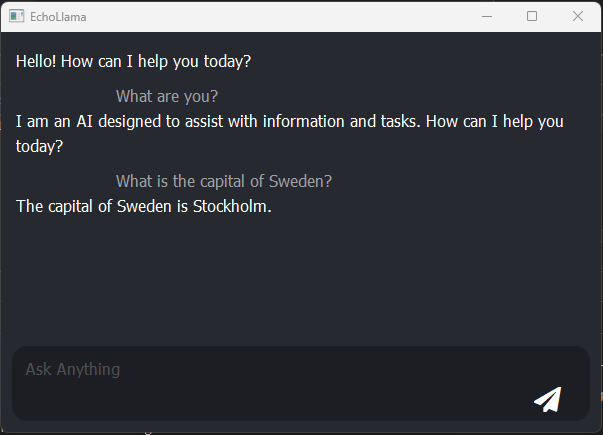 EchoLlama
Hello! How can I help you today?
What are you?
I am an AI designed to assist with information and tasks. How can I help you
today?
What is the capital of Sweden?
The capital of Sweden is Stockholm.
Ask Anything